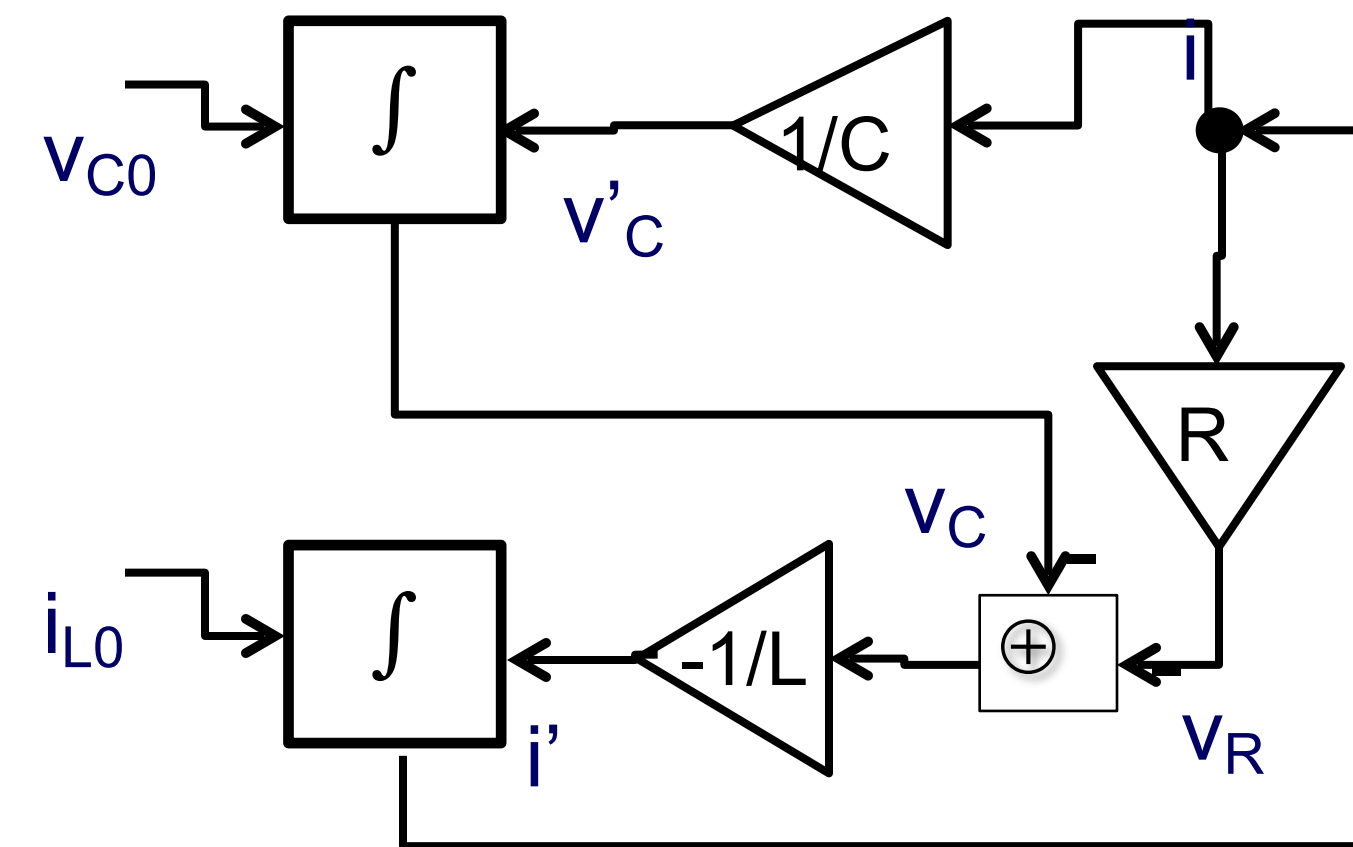 i
∫
1/C
v_C0
v’_C
R
v_C
-
∫
-1/L
⊕
i_L0
-
i’
v_R